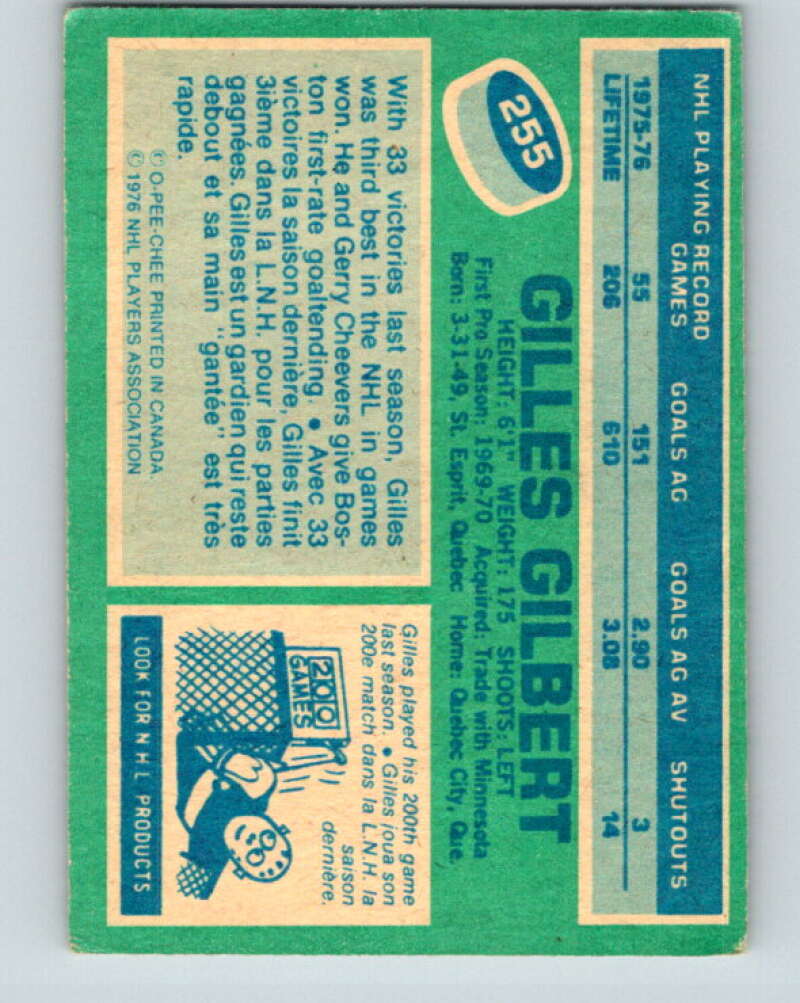 NHL PLAYING RECORD
GAMES GOALS AG GOALS AG AV SHUTOUTS
1975-76 55 151 2.90 3
LIFETIME 206 610 3.08 14
255
GILLES GILBERT
HEIGHT: 6'1" WEIGHT: 175 SHOOTS: LEFT
First Pro Season: 1969-70 Acquired: Trade with Minnesota
Born: 3-31-49, St. Esprit, Quebec Home: Quebec City, Que.
With 33 victories last season, Gilles
was third best in the NHL in games
won. He and Gerry Cheevers give Bos-
ton first-rate goaltending. • Avec 33
victoires la saison dernière, Gilles finit
3ième dans la L.N.H. pour les parties
gagnées. Gilles est un gardien qui reste
debout et sa main "gantée" est très
rapide.
© O-PEE-CHEE PRINTED IN CANADA.
© 1976 NHL PLAYERS ASSOCIATION
Gilles played his 200th game
last season. • Gilles joua son
200e match dans la L.N.H. la
saison
dernière.
200
GAMES
LOOK FOR NHL PRODUCTS